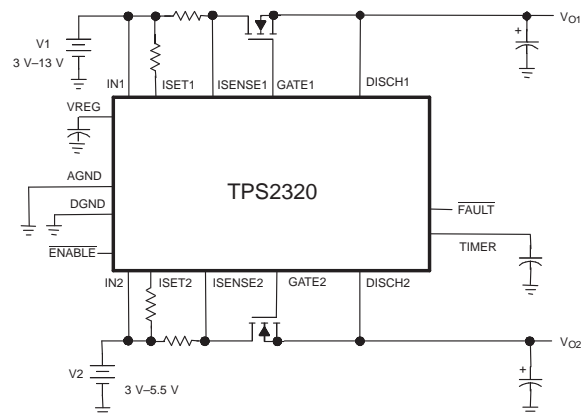 VO1
V1
3 V–13 V
+
IN1
ISET1
ISENSE1
GATE1
DISCH1
VREG
AGND
DGND
ENABLE
TPS2320
FAULT
TIMER
IN2
ISET2
ISENSE2
GATE2
DISCH2
VO2
V2
3 V–5.5 V
+